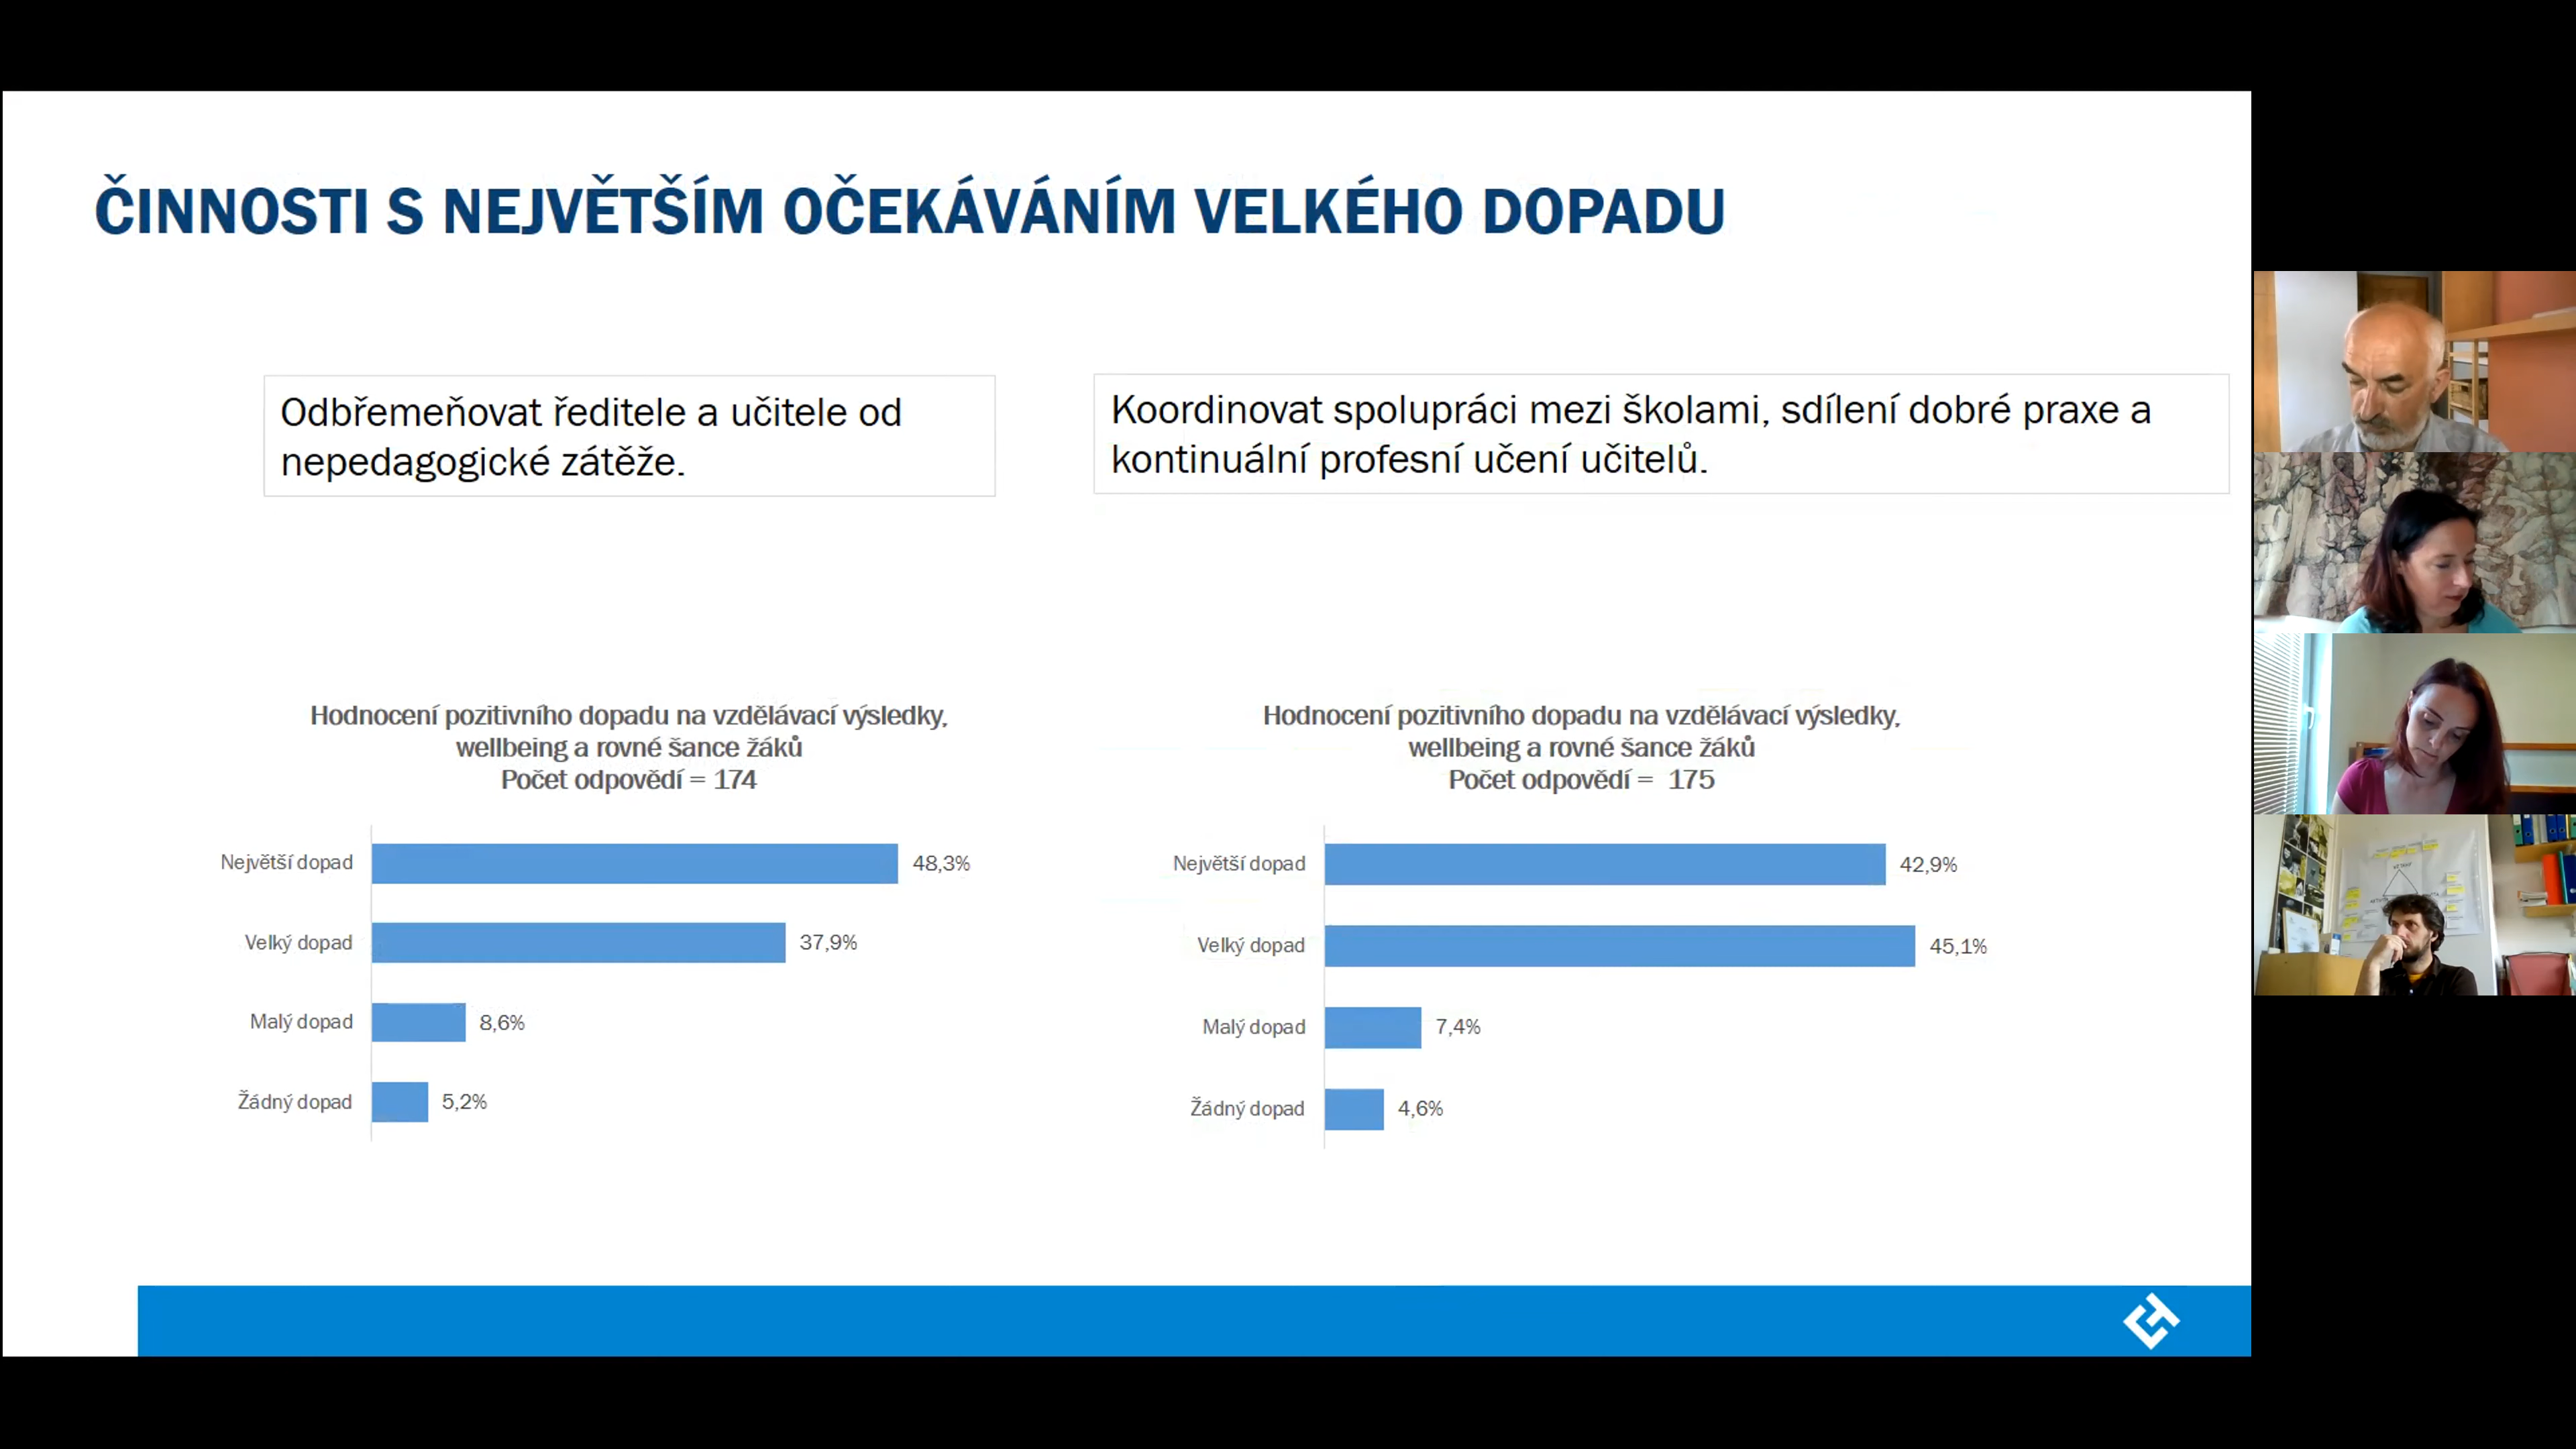 ČINNOSTI S NEJVĚTŠÍM OČEKÁVÁNÍM VELKÉHO DOPADU
Odbřemeňovat ředitele a učitele od
nepedagogické zátěže.
Koordinovat spolupráci mezi školami, sdílení dobré praxe a
kontinuální profesní učení učitelů.
Hodnocení pozitivního dopadu na vzdělávací výsledky,
wellbeing a rovné šance žáků
Počet odpovědí = 174
Největší dopad 48,3%
Velký dopad 37,9%
Malý dopad 8,6%
Žádný dopad 5,2%
Hodnocení pozitivního dopadu na vzdělávací výsledky,
wellbeing a rovné šance žáků
Počet odpovědí = 175
Největší dopad 42,9%
Velký dopad 45,1%
Malý dopad 7,4%
Žádný dopad 4,6%